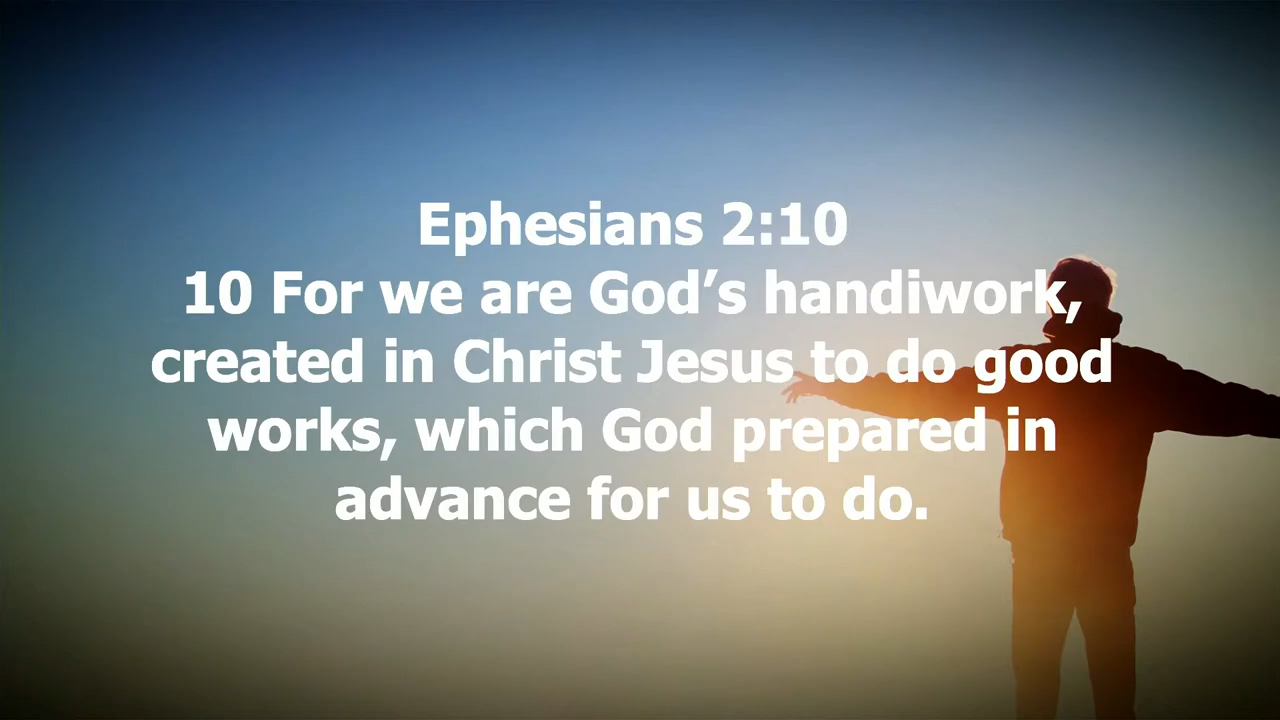 Ephesians 2:10
10 For we are God’s handiwork,
created in Christ Jesus to do good
works, which God prepared in
advance for us to do.